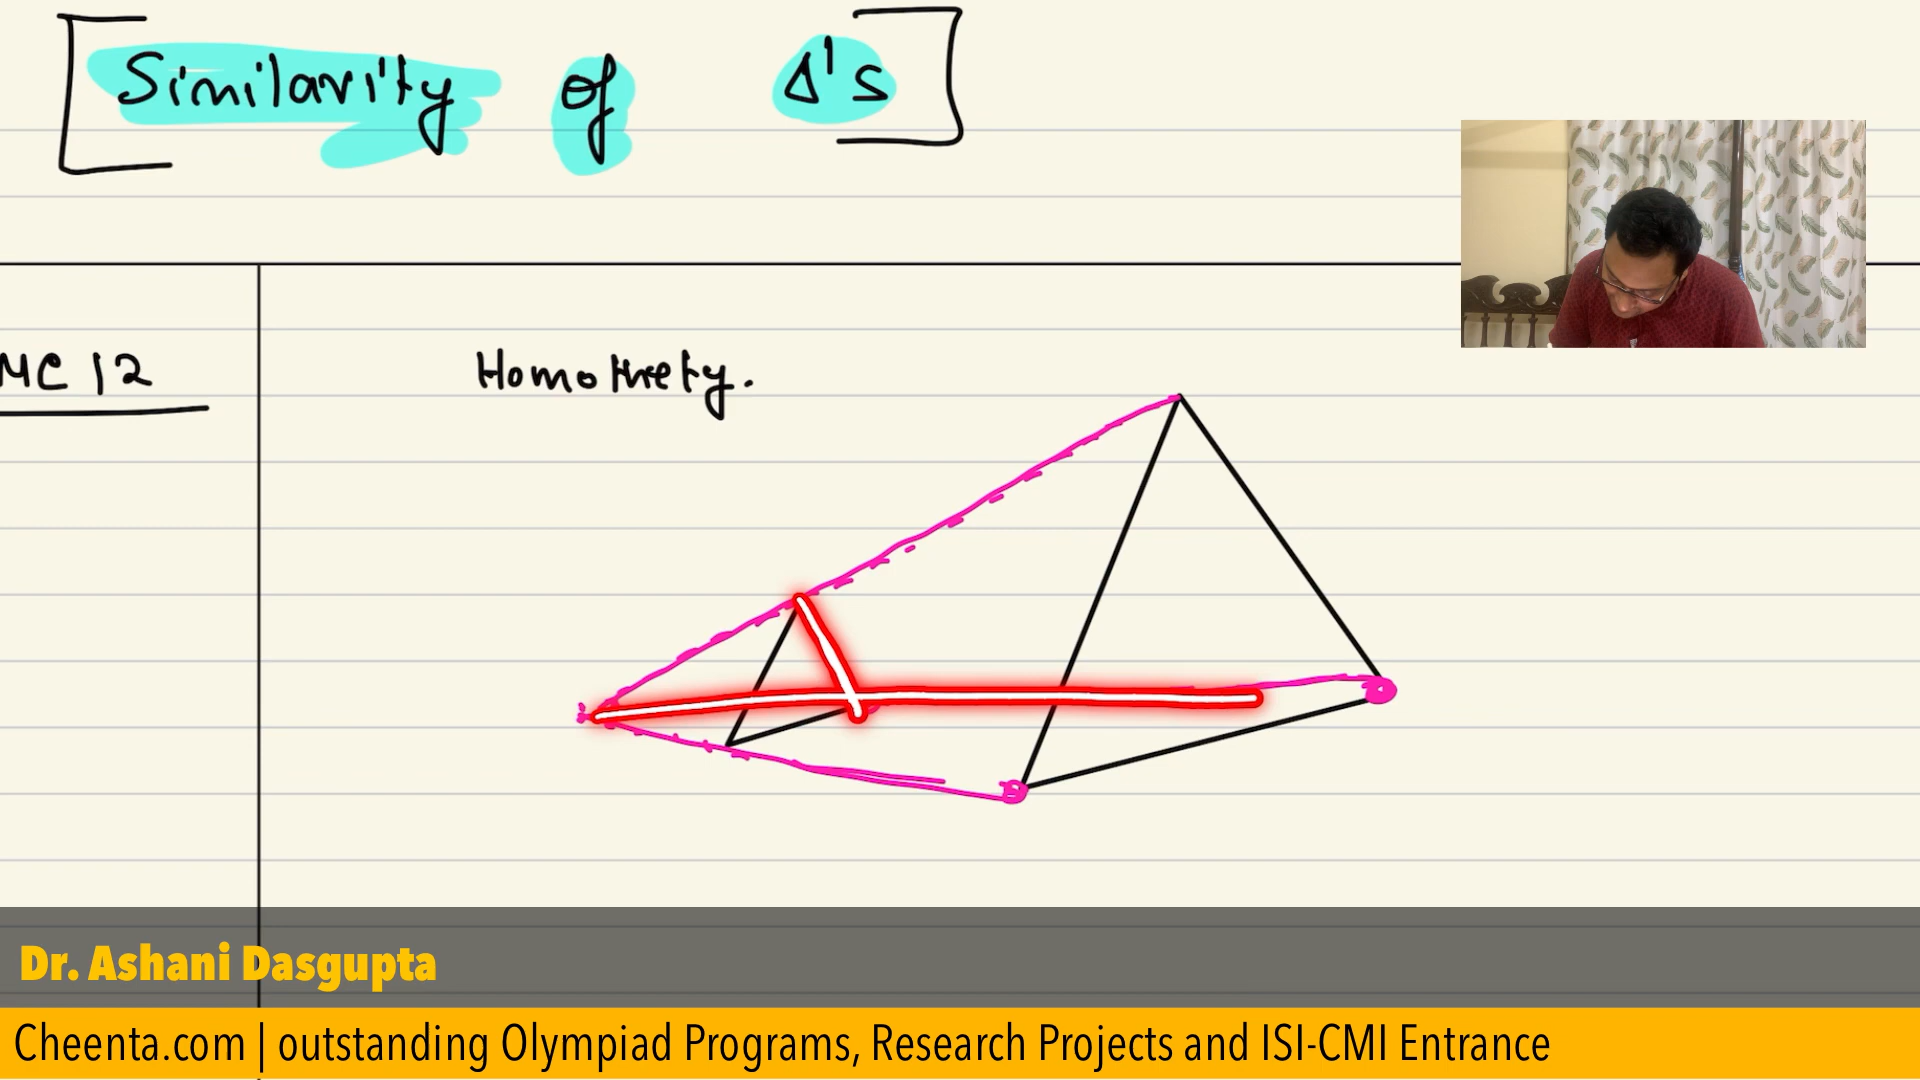 Similarity of Δ's
MC 12
Homothety.
Dr. Ashani Dasgupta
Cheenta.com | outstanding Olympiad Programs, Research Projects and ISI-CMI Entrance